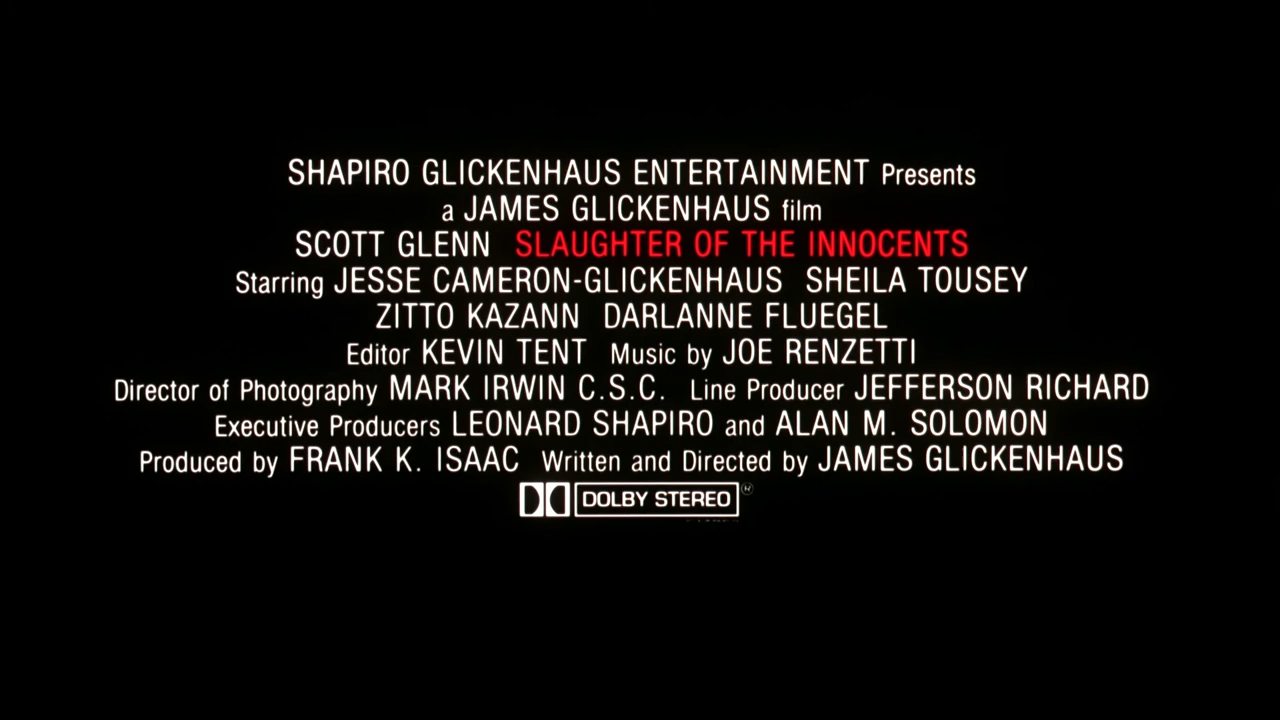 SHAPIRO GLICKENHAUS ENTERTAINMENT Presents
a JAMES GLICKENHAUS film
SCOTT GLENN SLAUGHTER OF THE INNOCENTS
Starring JESSE CAMERON-GLICKENHAUS SHEILA TOUSEY
ZITTO KAZANN DARLANNE FLUEGEL
Editor KEVIN TENT Music by JOE RENZETTI
Director of Photography MARK IRWIN C.S.C. Line Producer JEFFERSON RICHARD
Executive Producers LEONARD SHAPIRO and ALAN M. SOLOMON
Produced by FRANK K. ISAAC Written and Directed by JAMES GLICKENHAUS
DOLBY STEREO